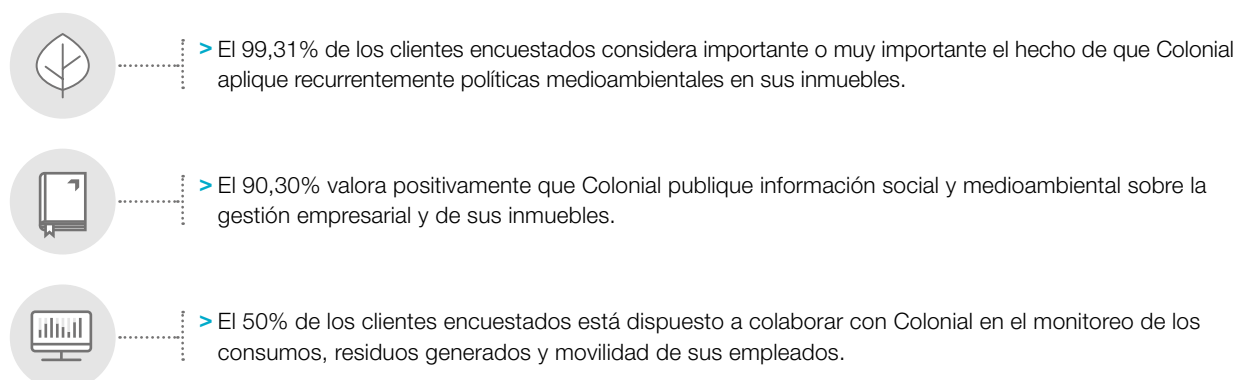 > El 99,31% de los clientes encuestados considera importante o muy importante el hecho de que Colonial
aplique recurrentemente políticas medioambientales en sus inmuebles.
> El 90,30% valora positivamente que Colonial publique información social y medioambiental sobre la
gestión empresarial y de sus inmuebles.
> El 50% de los clientes encuestados está dispuesto a colaborar con Colonial en el monitoreo de los
consumos, residuos generados y movilidad de sus empleados.